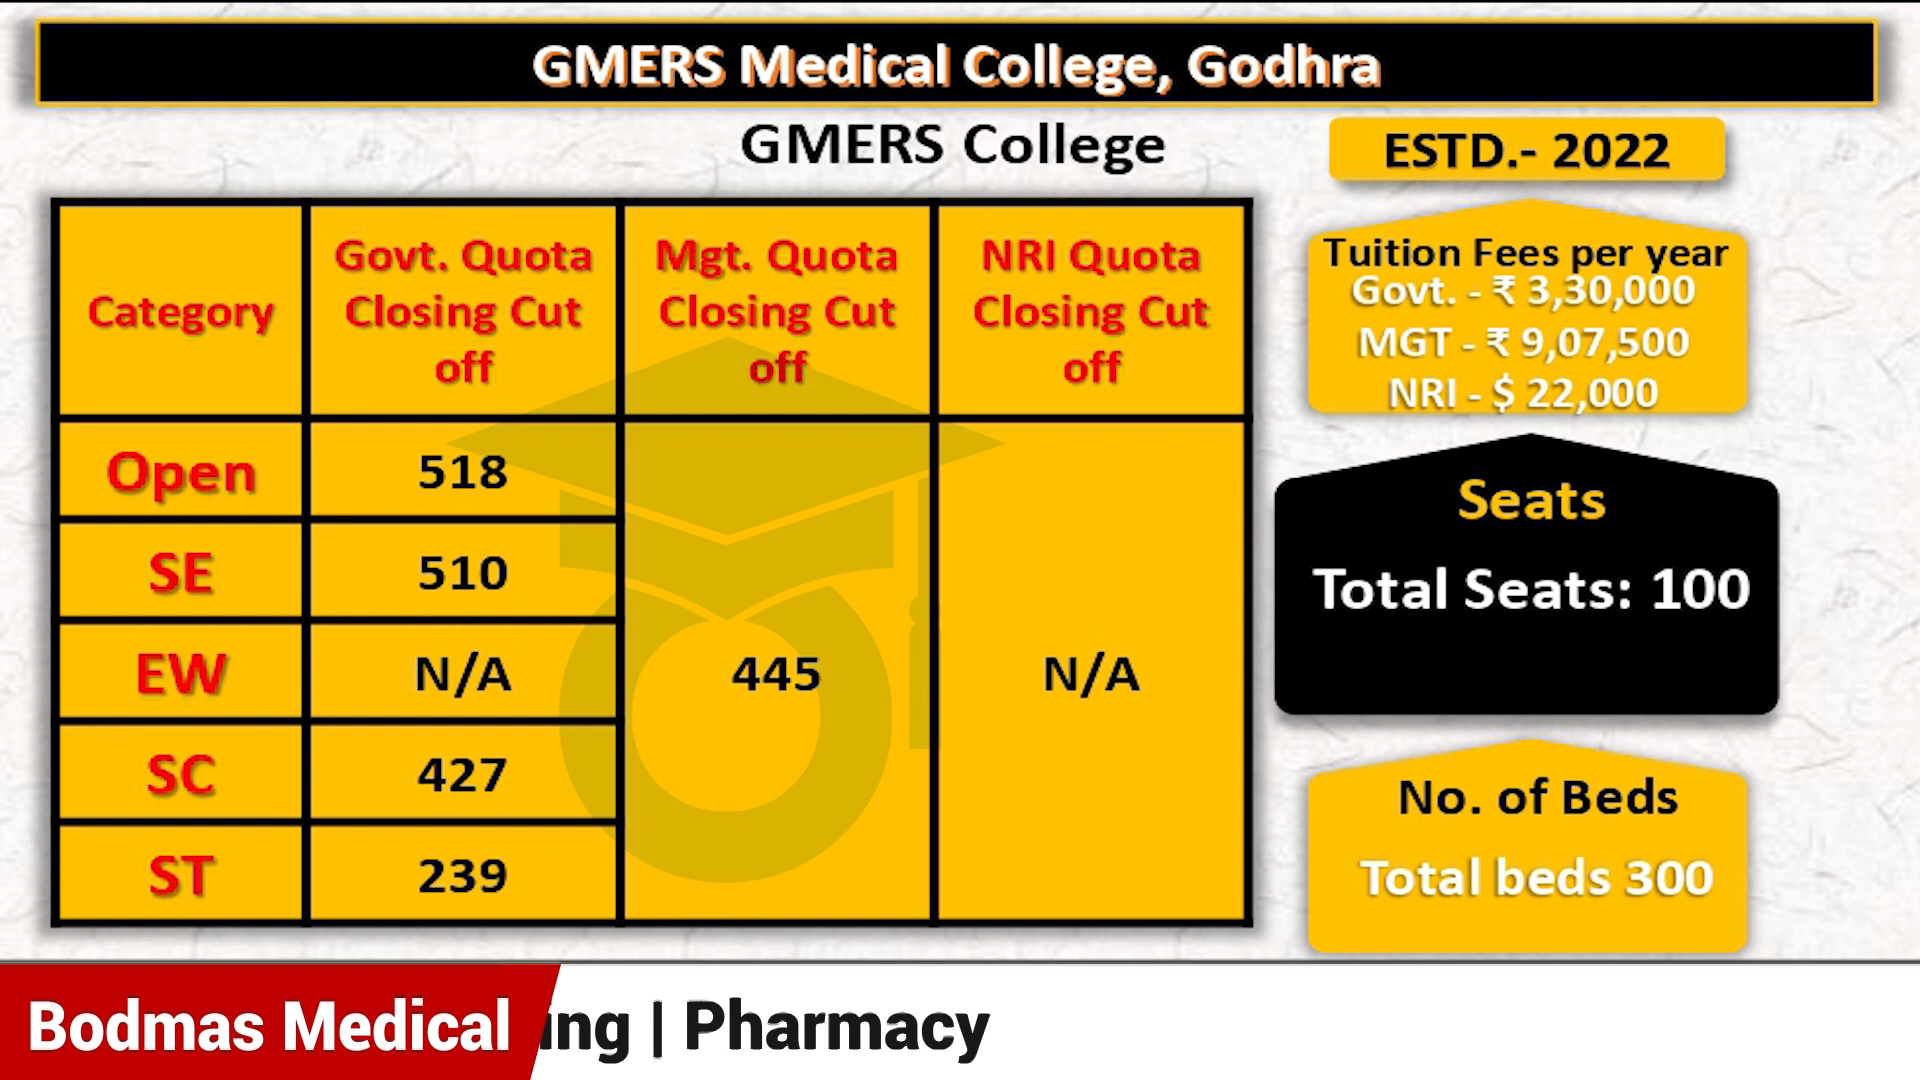 GMERS Medical College, Godhra
GMERS College
ESTD.- 2022
Category
Govt. Quota
Closing Cut
off
Mgt. Quota
Closing Cut
off
NRI Quota
Closing Cut
off
Open
518
SE
510
EW
N/A
445
N/A
SC
427
ST
239
Tuition Fees per year
Govt. - ₹ 3,30,000
MGT - ₹ 9,07,500
NRI - $ 22,000
Seats
Total Seats: 100
No. of Beds
Total beds 300
Bodmas Medical
ing | Pharmacy